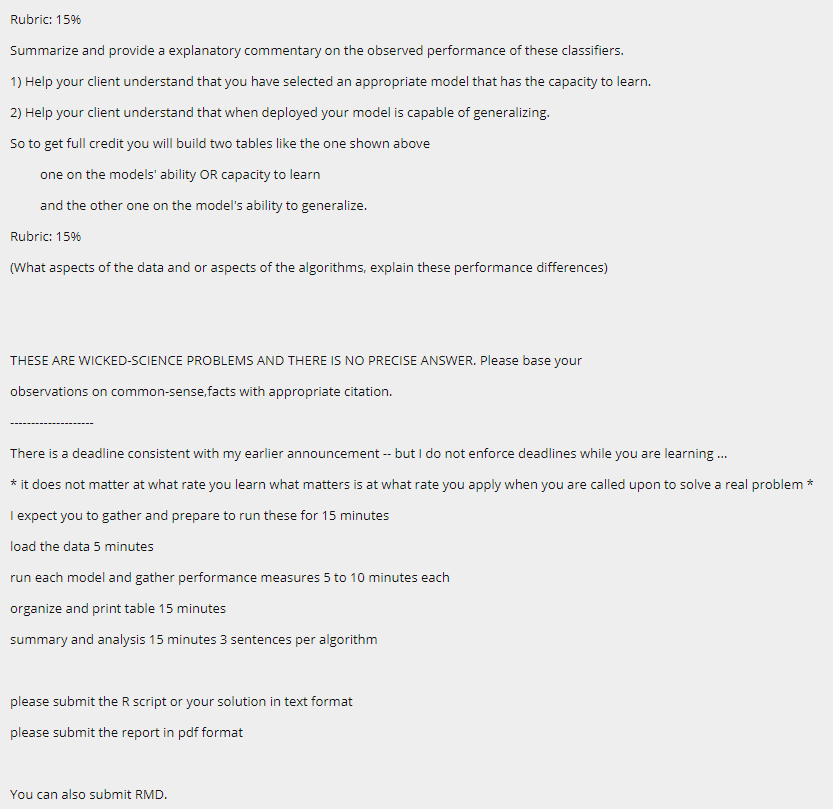 Rubric: 15%
Summarize and provide a explanatory commentary on the observed performance of these classifiers.
1) Help your client understand that you have selected an appropriate model that has the capacity to learn.
2) Help your client understand that when deployed your model is capable of generalizing.
So to get full credit you will build two tables like the one shown above
one on the models' ability OR capacity to learn
and the other one on the model's ability to generalize.
Rubric: 15%
(What aspects of the data and or aspects of the algorithms, explain these performance differences)
THESE ARE WICKED-SCIENCE PROBLEMS AND THERE IS NO PRECISE ANSWER. Please base your
observations on common-sense,facts with appropriate citation.
---------------------
There is a deadline consistent with my earlier announcement -- but I do not enforce deadlines while you are learning ...
* it does not matter at what rate you learn what matters is at what rate you apply when you are called upon to solve a real problem *
I expect you to gather and prepare to run these for 15 minutes
load the data 5 minutes
run each model and gather performance measures 5 to 10 minutes each
organize and print table 15 minutes
summary and analysis 15 minutes 3 sentences per algorithm
please submit the R script or your solution in text format
please submit the report in pdf format
You can also submit RMD.